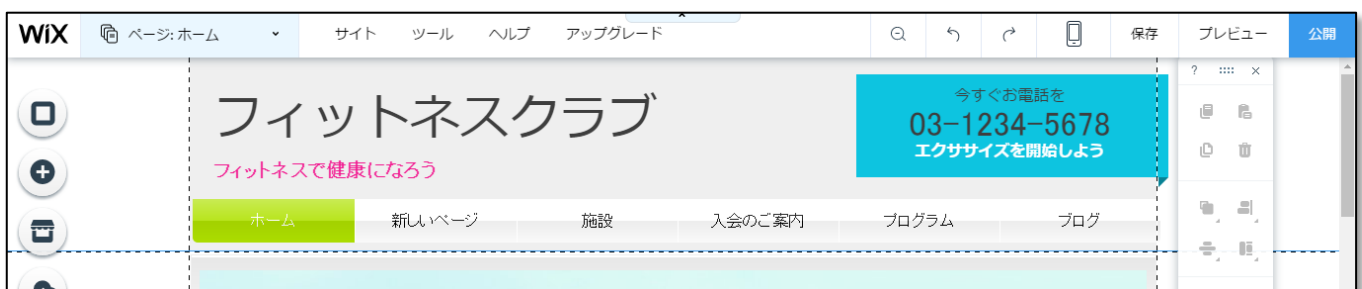 WiX ページ: ホーム サイト ツール ヘルプ アップグレード 保存 プレビュー 公開
?
フィットネスクラブ
フィットネスで健康になろう
今すぐお電話を
03-1234-5678
エクササイズを開始しよう
ホーム 新しいページ 施設 入会のご案内 プログラム ブログ